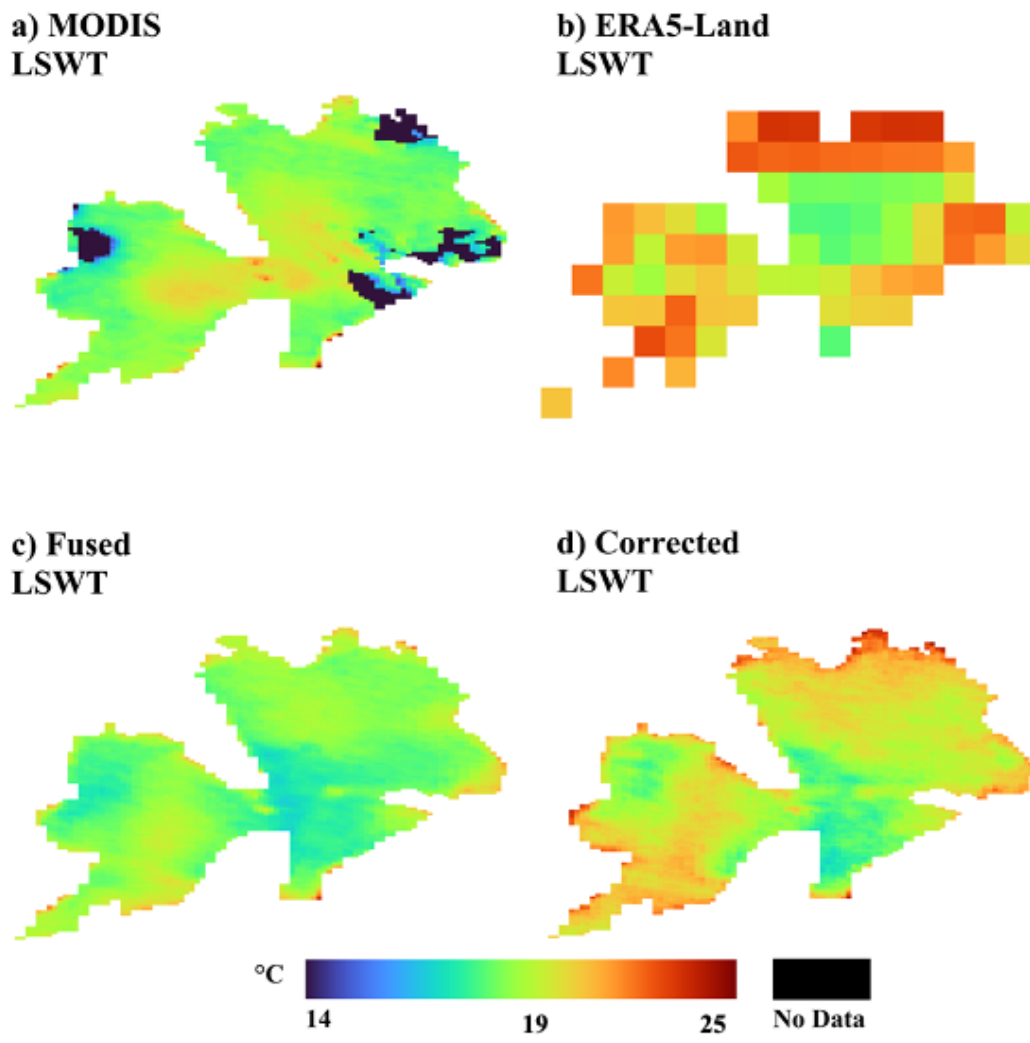 a) MODIS
LSWT
b) ERA5-Land
LSWT
c) Fused
LSWT
d) Corrected
LSWT
°C
14
19
25
No Data